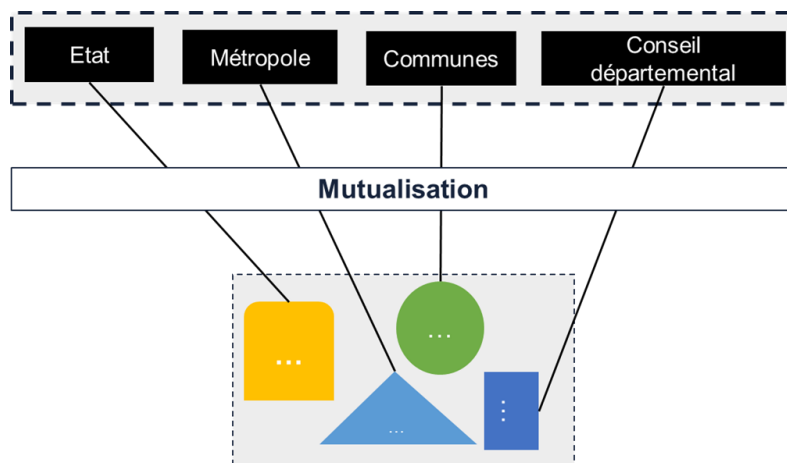 Etat
Métropole
Communes
Conseil
départemental
Mutualisation
...
...
...
...